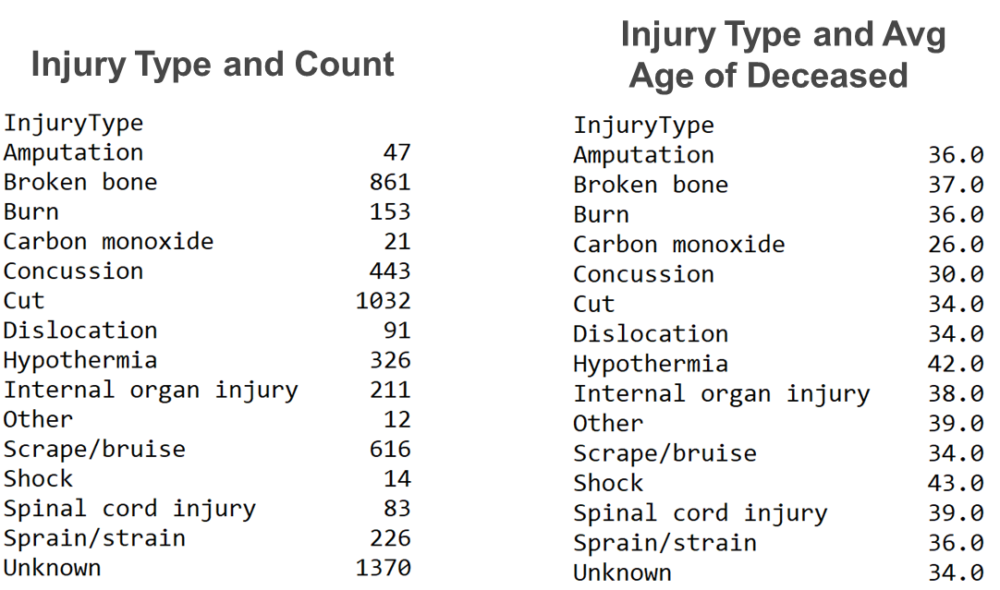 Injury Type and Count
InjuryType
Amputation 47
Broken bone 861
Burn 153
Carbon monoxide 21
Concussion 443
Cut 1032
Dislocation 91
Hypothermia 326
Internal organ injury 211
Other 12
Scrape/bruise 616
Shock 14
Spinal cord injury 83
Sprain/strain 226
Unknown 1370
Injury Type and Avg
Age of Deceased
InjuryType
Amputation 36.0
Broken bone 37.0
Burn 36.0
Carbon monoxide 26.0
Concussion 30.0
Cut 34.0
Dislocation 34.0
Hypothermia 42.0
Internal organ injury 38.0
Other 39.0
Scrape/bruise 34.0
Shock 43.0
Spinal cord injury 39.0
Sprain/strain 36.0
Unknown 34.0